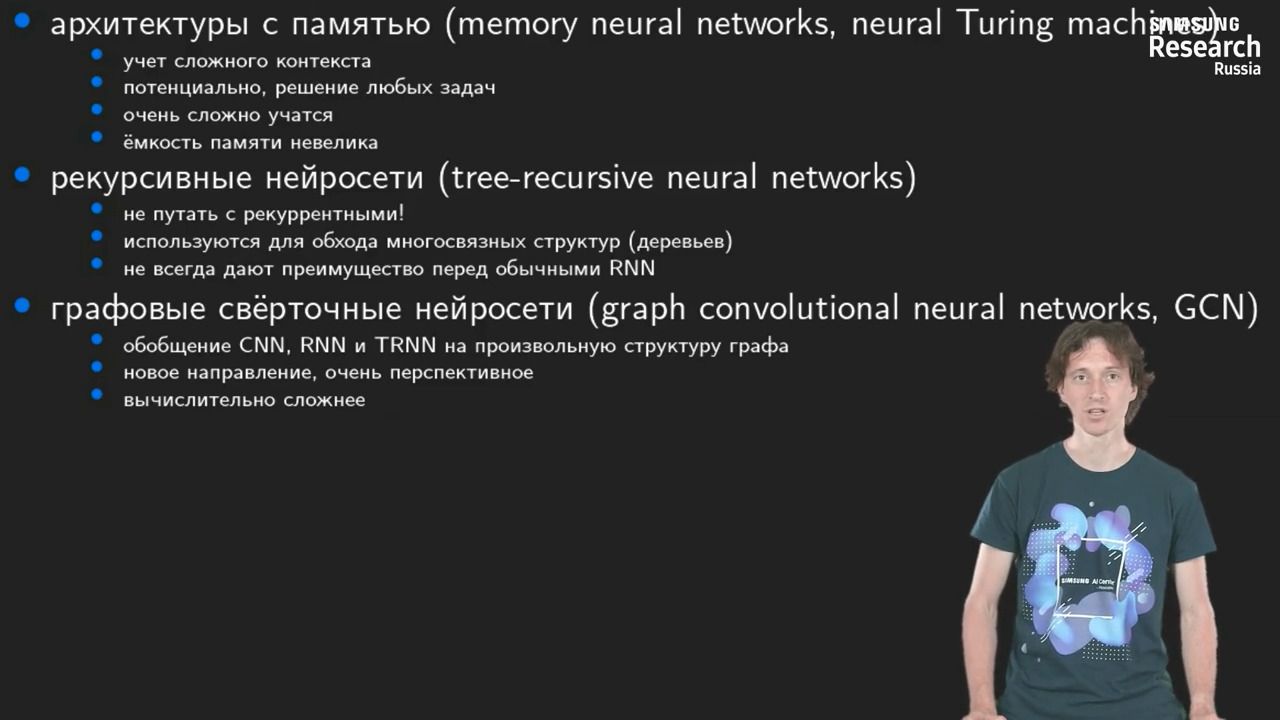 архитектуры с памятью (memory neural networks, neural Turing machines)
SAMSUNG
Research
Russia
учет сложного контекста
потенциально, решение любых задач
очень сложно учатся
ёмкость памяти невелика
рекурсивные нейросети (tree-recursive neural networks)
не путать с рекуррентными!
используются для обхода многосвязных структур (деревьев)
не всегда дают преимущество перед обычными RNN
графовые свёрточные нейросети (graph convolutional neural networks, GCN)
обобщение CNN, RNN и TRNN на произвольную структуру графа
новое направление, очень перспективное
вычислительно сложнее
SAMSUNG AI Center